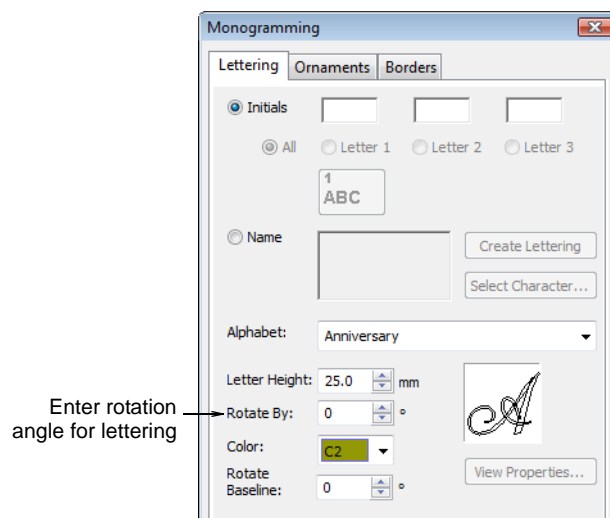 Monogramming
Lettering Ornaments Borders
Initials
All Letter 1 Letter 2 Letter 3
1
ABC
Name
Create Lettering
Select Character...
Alphabet: Anniversary
Letter Height: 25.0 mm
Enter rotation
angle for lettering
Rotate By: 0 °
Color: C2
Rotate
Baseline: 0 °
A
View Properties...